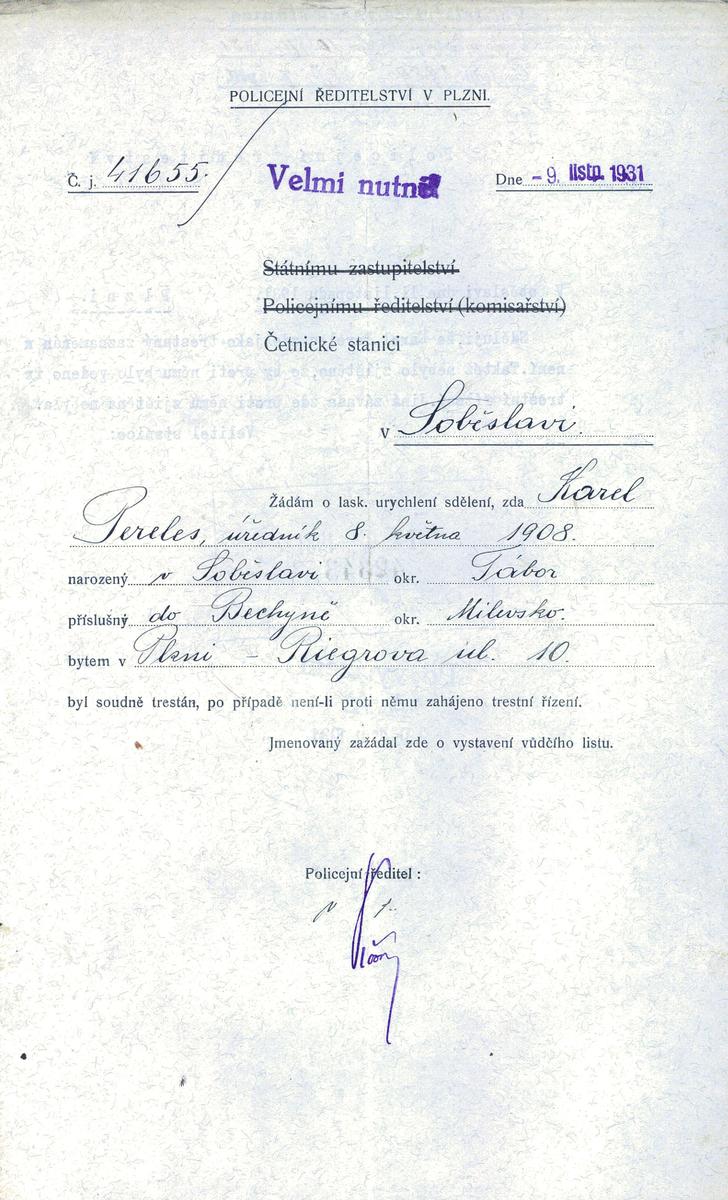 POLICEJNÍ ŘEDITELSTVÍ V PLZNI.
Č. j. 41655. Velmi nutné Dne -9. listp. 1931
Státnímu zastupitelství
Policejnímu ředitelství (komisařství)
Četnické stanici
v Soběslavi.
Žádám o lask. urychlení sdělení, zda Karel
Pereles, úředník 8. května 1908.
narozený v Soběslavi okr. Tábor
příslušný do Bechyně okr. Milevsko.
bytem v Plzni - Riegrova ul. 10.
byl soudně trestán, po případě není-li proti němu zahájeno trestní řízení.
Jmenovaný zažádal zde o vystavení vůdčího listu.
Policejní ředitel :